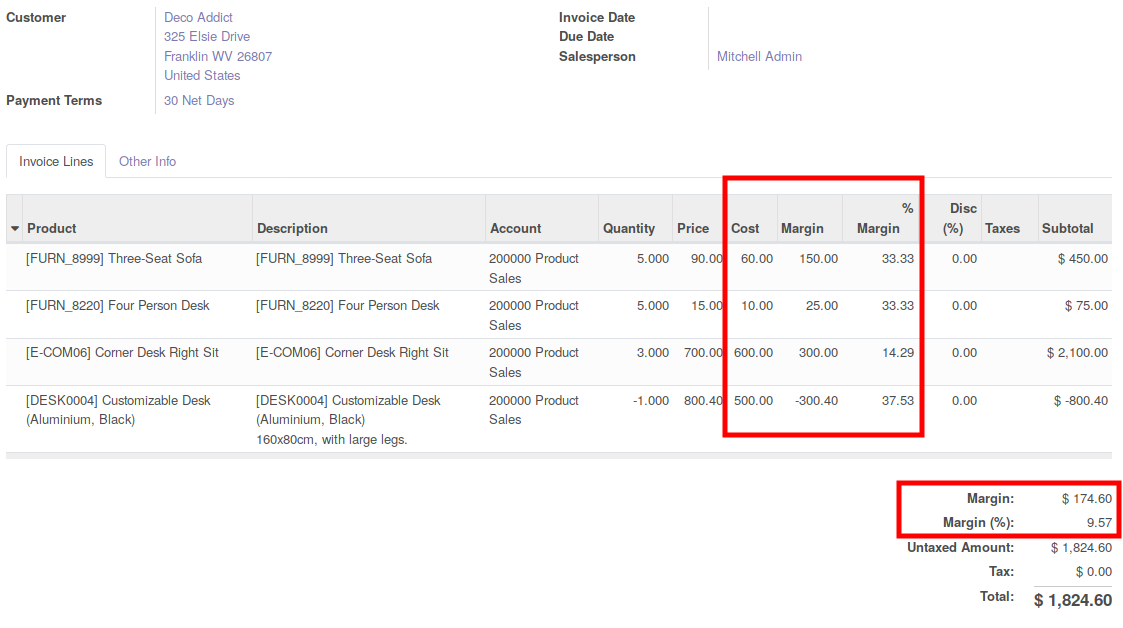 Customer
Deco Addict
325 Elsie Drive
Franklin WV 26807
United States
Payment Terms
30 Net Days
Invoice Date
Due Date
Salesperson
Mitchell Admin
Invoice Lines
Other Info
Product Description Account Quantity Price Cost Margin % Margin Disc (%) Taxes Subtotal
[FURN_8999] Three-Seat Sofa [FURN_8999] Three-Seat Sofa 200000 Product 5.000 90.00 60.00 150.00 33.33 0.00 $ 450.00
Sales
[FURN_8220] Four Person Desk [FURN_8220] Four Person Desk 200000 Product 5.000 15.00 10.00 25.00 33.33 0.00 $ 75.00
Sales
[E-COM06] Corner Desk Right Sit [E-COM06] Corner Desk Right Sit 200000 Product 3.000 700.00 600.00 300.00 14.29 0.00 $ 2,100.00
Sales
[DESK0004] Customizable Desk [DESK0004] Customizable Desk 200000 Product -1.000 800.40 500.00 -300.40 37.53 0.00 $ -800.40
(Aluminium, Black) (Aluminium, Black) Sales
160x80cm, with large legs.
Margin: $ 174.60
Margin (%): 9.57
Untaxed Amount: $ 1,824.60
Tax: $ 0.00
Total: $ 1,824.60